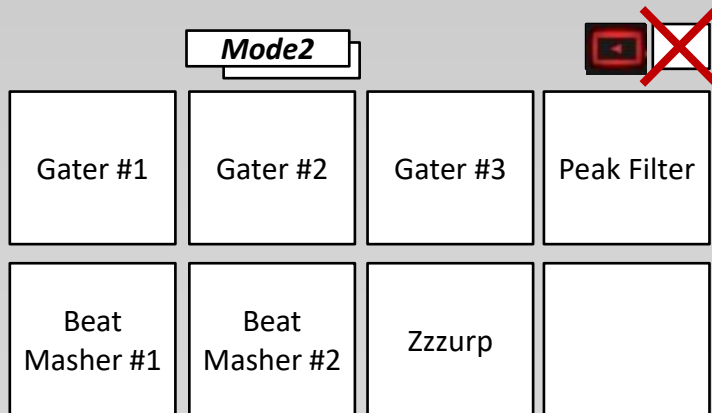 Mode2
Gater #1
Gater #2
Gater #3
Peak Filter
Beat
Masher #1
Beat
Masher #2
Zzzurp